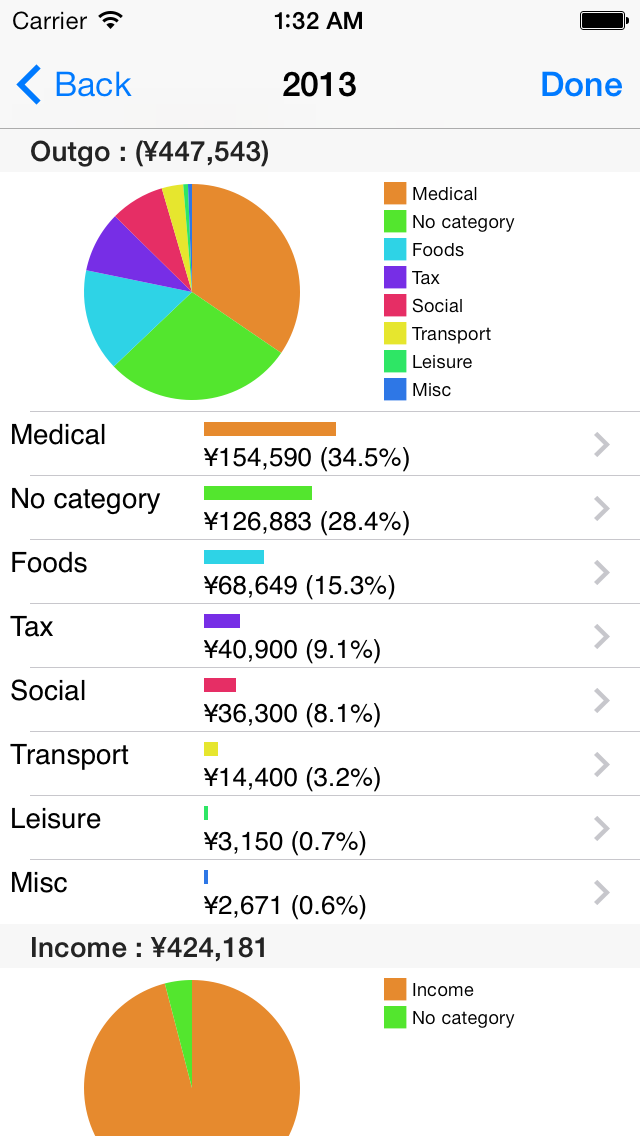 Carrier 1:32 AM
Back 2013 Done
Outgo : (¥447,543)
Medical
No category
Foods
Tax
Social
Transport
Leisure
Misc
Medical
¥154,590 (34.5%)
No category
¥126,883 (28.4%)
Foods
¥68,649 (15.3%)
Tax
¥40,900 (9.1%)
Social
¥36,300 (8.1%)
Transport
¥14,400 (3.2%)
Leisure
¥3,150 (0.7%)
Misc
¥2,671 (0.6%)
Income : ¥424,181
Income
No category